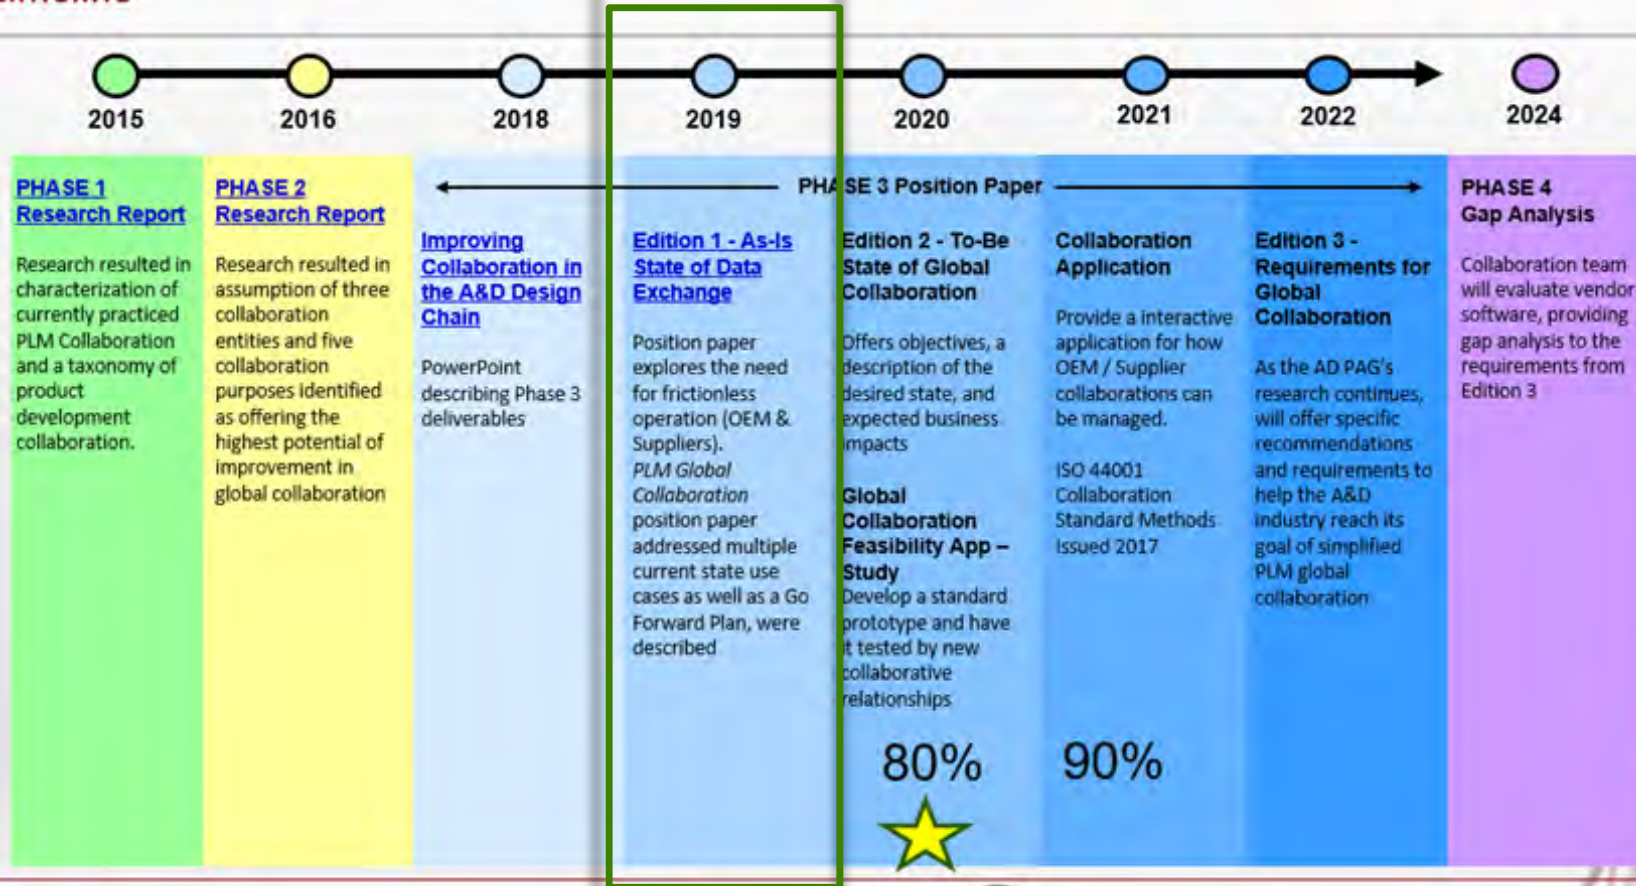 2015
2016
2018
2019
2020
2021
2022
2024
PHASE 1
Research Report
Research resulted in
characterization of
currently practiced
PLM Collaboration
and a taxonomy of
product
development
collaboration.
PHASE 2
Research Report
Research resulted in
assumption of three
collaboration
entities and five
collaboration
purposes identified
as offering the
highest potential of
improvement in
global collaboration
PHASE 3 Position Paper
Improving
Collaboration in
the A&D Design
Chain
PowerPoint
describing Phase 3
deliverables
Edition 1 - As-Is
State of Data
Exchange
Position paper
explores the need
for frictionless
operation (OEM &
Suppliers).
PLM Global
Collaboration
position paper
addressed multiple
current state use
cases as well as a Go
Forward Plan, were
described
Edition 2 - To-Be
State of Global
Collaboration
Offers objectives, a
description of the
desired state, and
expected business
impacts
Global
Collaboration
Feasibility App –
Study
Develop a standard
prototype and have
it tested by new
collaborative
relationships
80%
Collaboration
Application
Provide a interactive
application for how
OEM / Supplier
collaborations can
be managed.
ISO 44001
Collaboration
Standard Methods
Issued 2017
90%
Edition 3 -
Requirements for
Global
Collaboration
As the AD PAG's
research continues,
will offer specific
recommendations
and requirements to
help the A&D
industry reach its
goal of simplified
PLM global
collaboration
PHASE 4
Gap Analysis
Collaboration team
will evaluate vendor
software, providing
gap analysis to the
requirements from
Edition 3